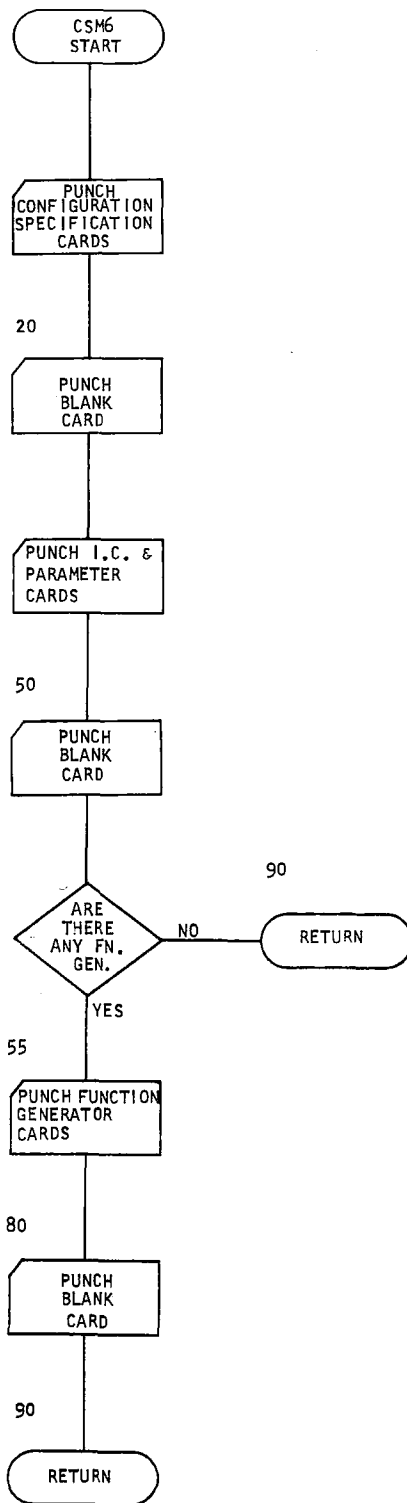 CSM6
START
PUNCH
CONFIGURATION
SPECIFICATION
CARDS
20
PUNCH
BLANK
CARD
PUNCH I.C. &
PARAMETER
CARDS
50
PUNCH
BLANK
CARD
90
ARE
THERE
ANY FN.
GEN.
NO
RETURN
YES
55
PUNCH FUNCTION
GENERATOR
CARDS
80
PUNCH
BLANK
CARD
90
RETURN